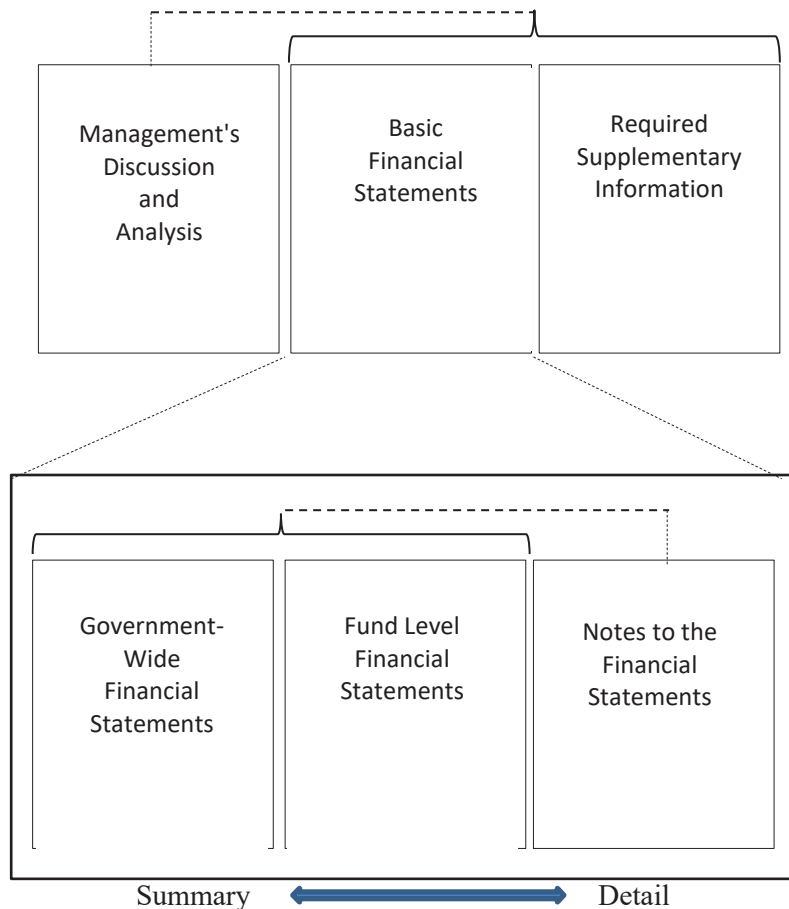 Management's
Discussion
and
Analysis
Basic
Financial
Statements
Required
Supplementary
Information
Government-
Wide
Financial
Statements
Fund Level
Financial
Statements
Notes to the
Financial
Statements
Summary
Detail